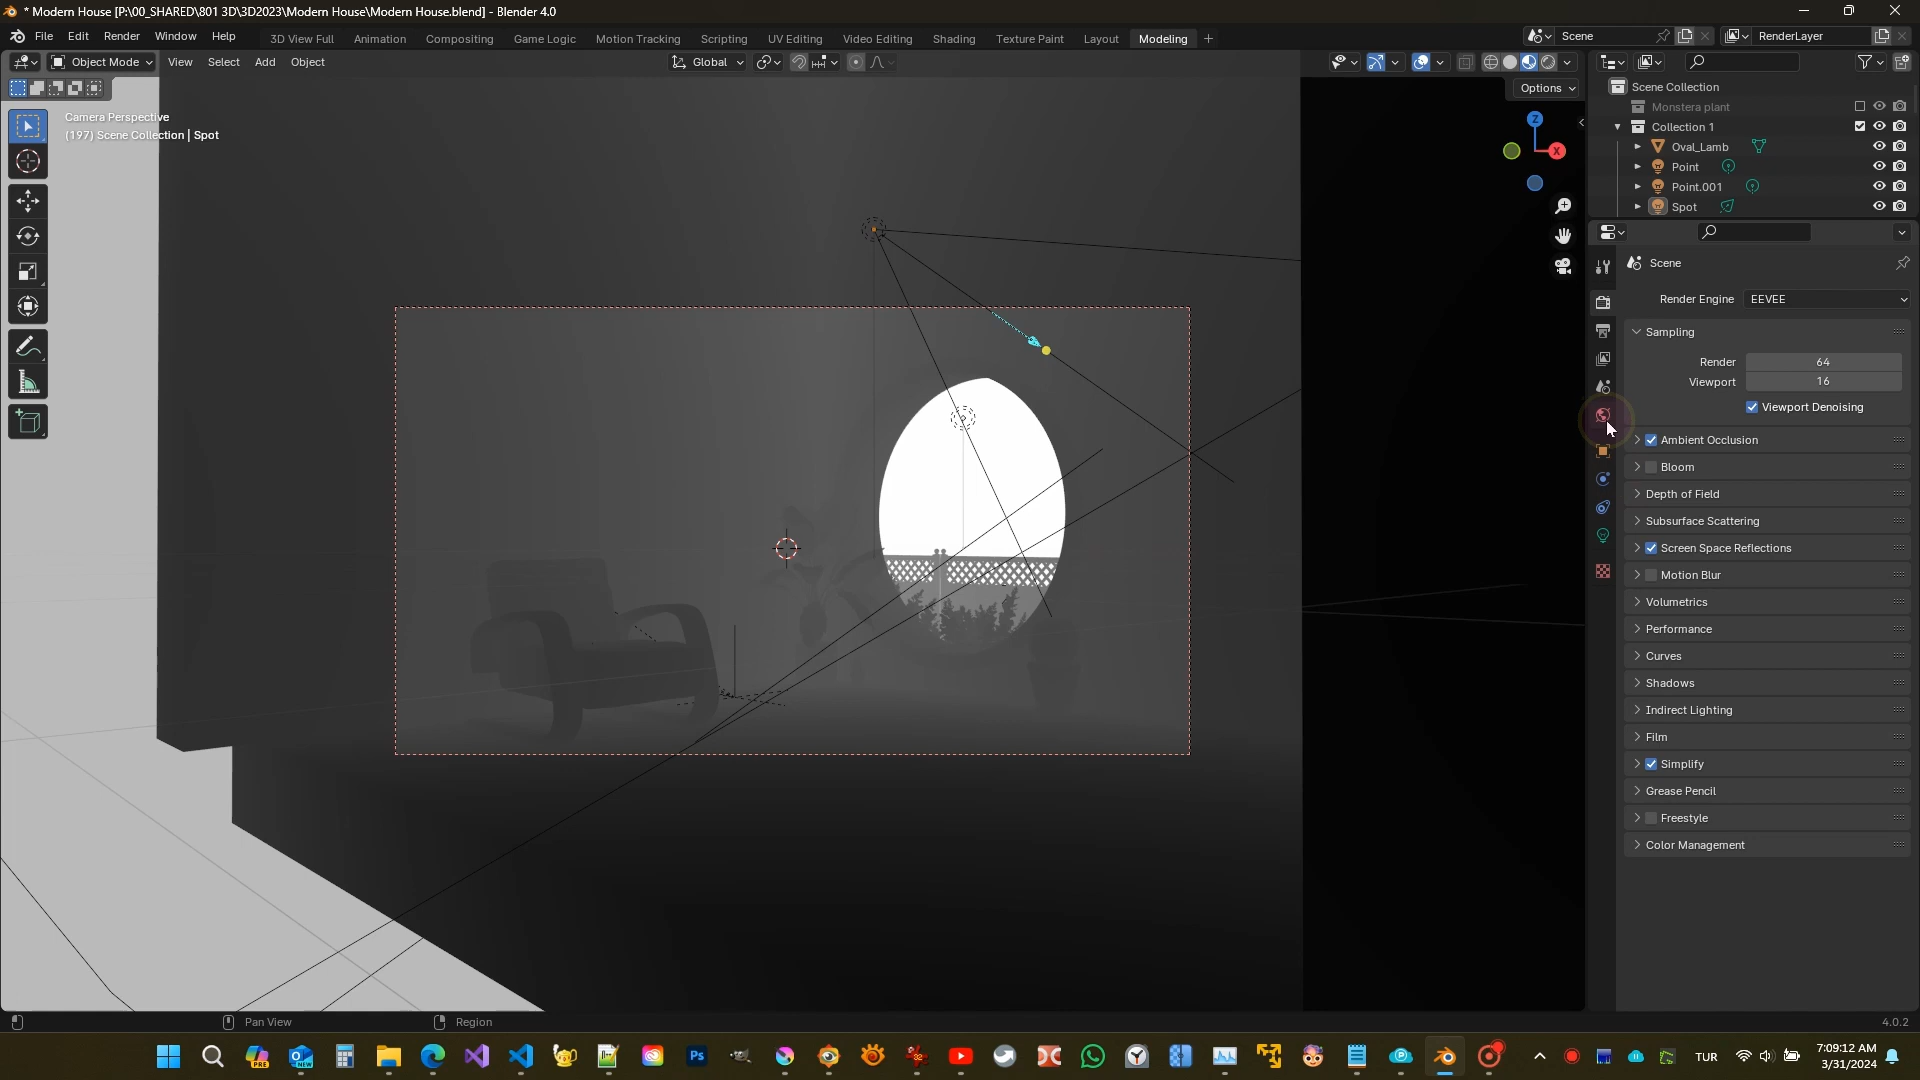 * Modern House [P:\00_SHARED\801 3D\3D2023\Modern House\Modern House.blend] - Blender 4.0
File Edit Render Window Help
3D View Full Animation Compositing Game Logic Motion Tracking Scripting UV Editing Video Editing Shading Texture Paint Layout Modeling +
Scene
RenderLayer
Object Mode View Select Add Object
Global
Options
Camera Perspective
(197) Scene Collection | Spot
Z
X
Scene Collection
Monstera plant
Collection 1
Oval_Lamb
Point
Point.001
Spot
Scene
Render Engine EEVEE
Sampling
Render 64
Viewport 16
Viewport Denoising
Ambient Occlusion
Bloom
Depth of Field
Subsurface Scattering
Screen Space Reflections
Motion Blur
Volumetrics
Performance
Curves
Shadows
Indirect Lighting
Film
Simplify
Grease Pencil
Freestyle
Color Management
Pan View
Region
4.0.2
PRE
NEW
Ps
TUR
7:09:12 AM
3/31/2024